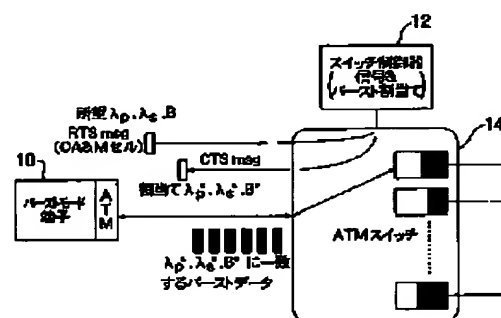 12
スイッチ制御器
信号&
バースト割当て
所望 λp. λs. B
RTS msg
(OA&Mセル)
14
CTS msg
10
割当て λp*. λs*. B*
バーストモード
端子
ATM
ATMスイッチ
λp*. λs*. B* に一致
するバーストデータ